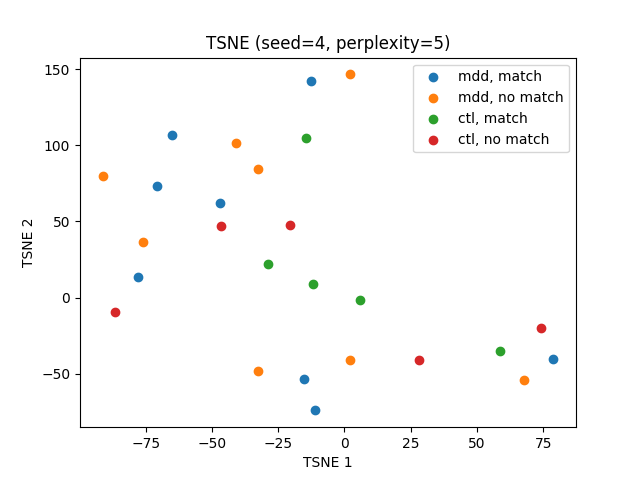 TSNE (seed=4, perplexity=5)
mdd, match
mdd, no match
ctl, match
ctl, no match
150
100
50
0
−50
TSNE 2
−75
−50
−25
0
25
50
75
TSNE 1